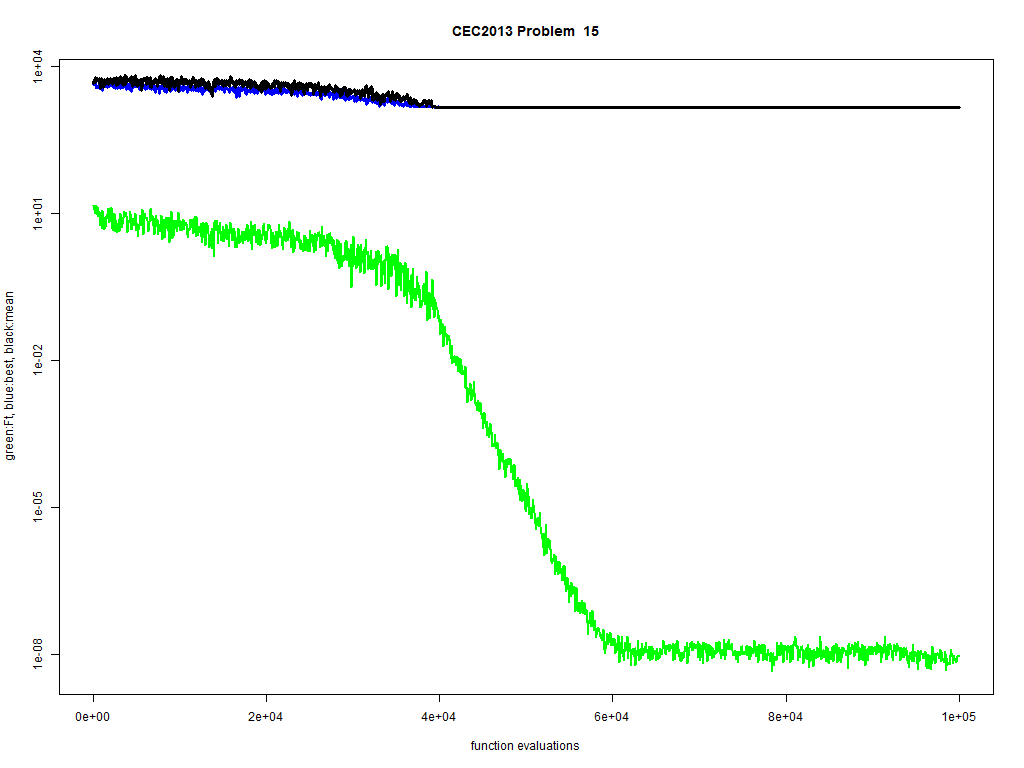 CEC2013 Problem  15
1e+04
1e+01
1e-02
1e-05
1e-08
green:Ft, blue:best, black:mean
0e+00
2e+04
4e+04
6e+04
8e+04
1e+05
function evaluations